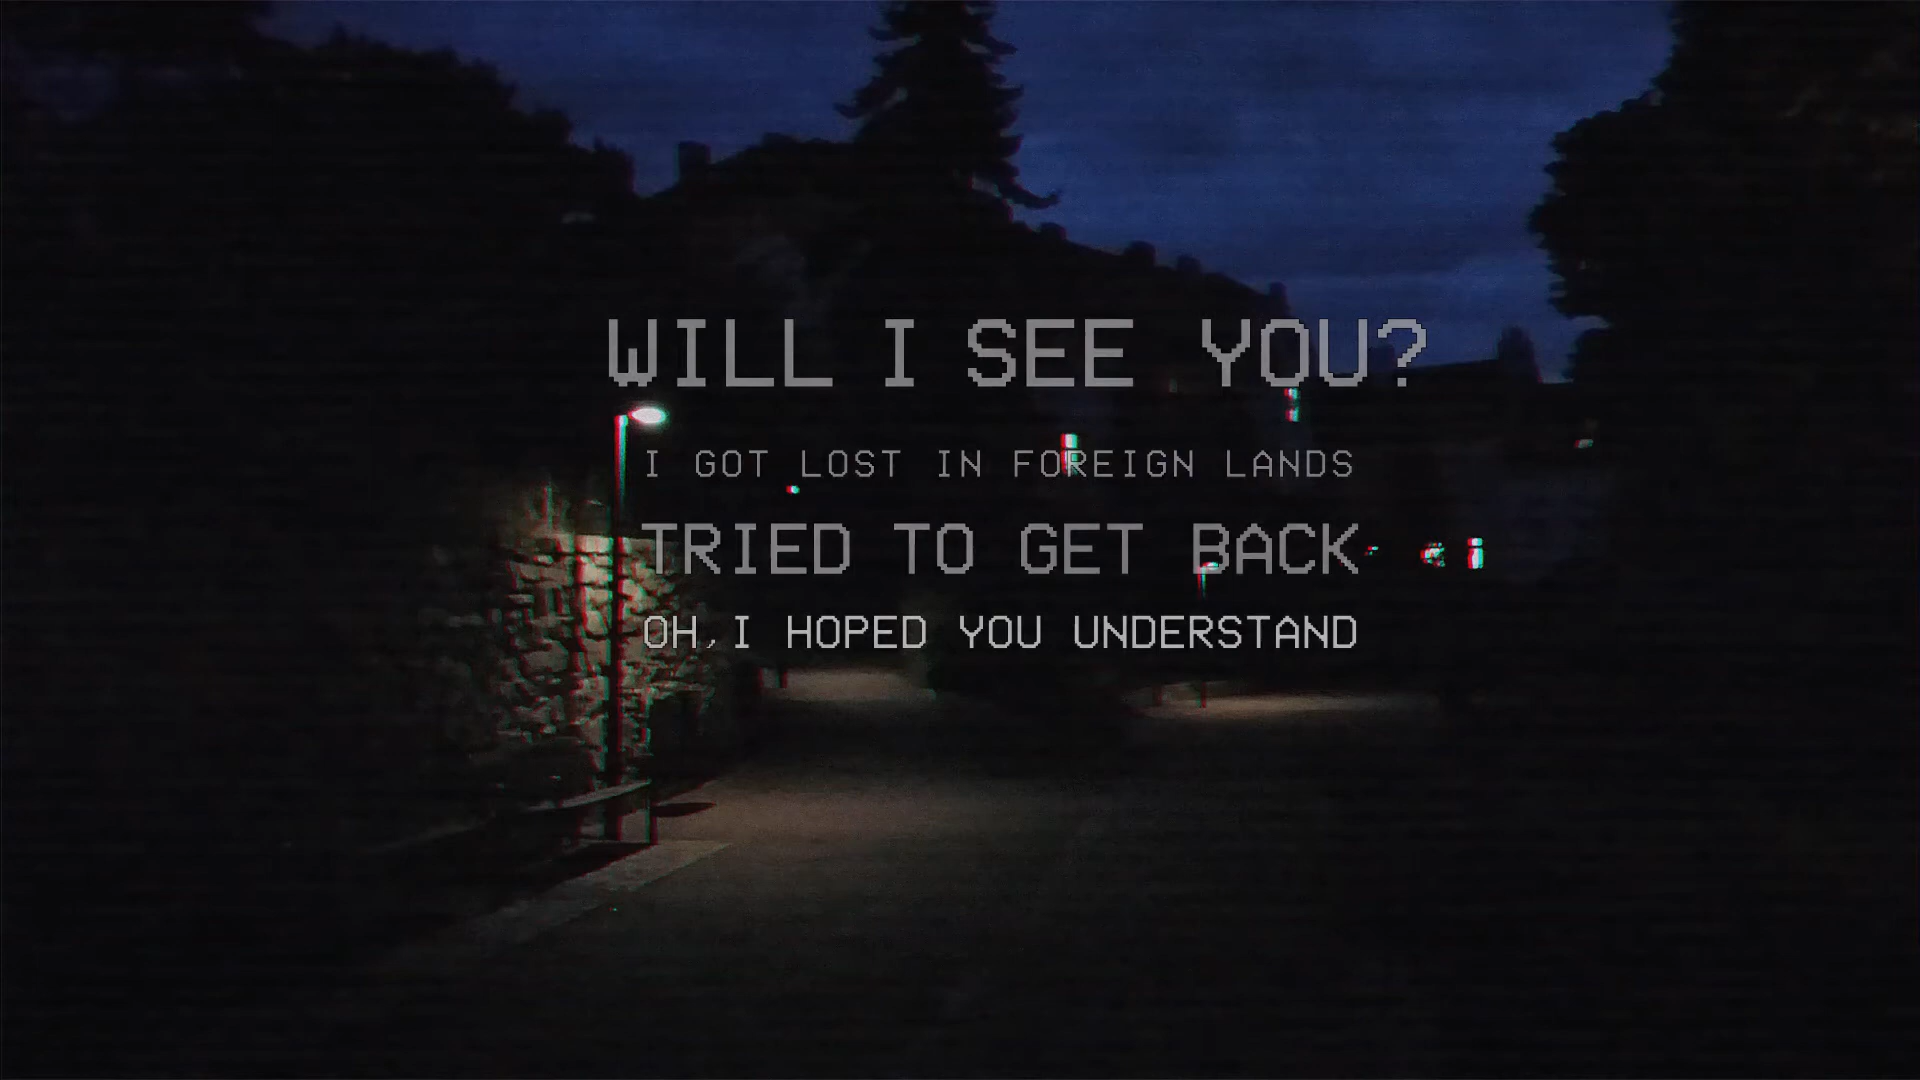 WILL I SEE YOU?
I GOT LOST IN FOREIGN LANDS
TRIED TO GET BACK
OH, I HOPED YOU UNDERSTAND